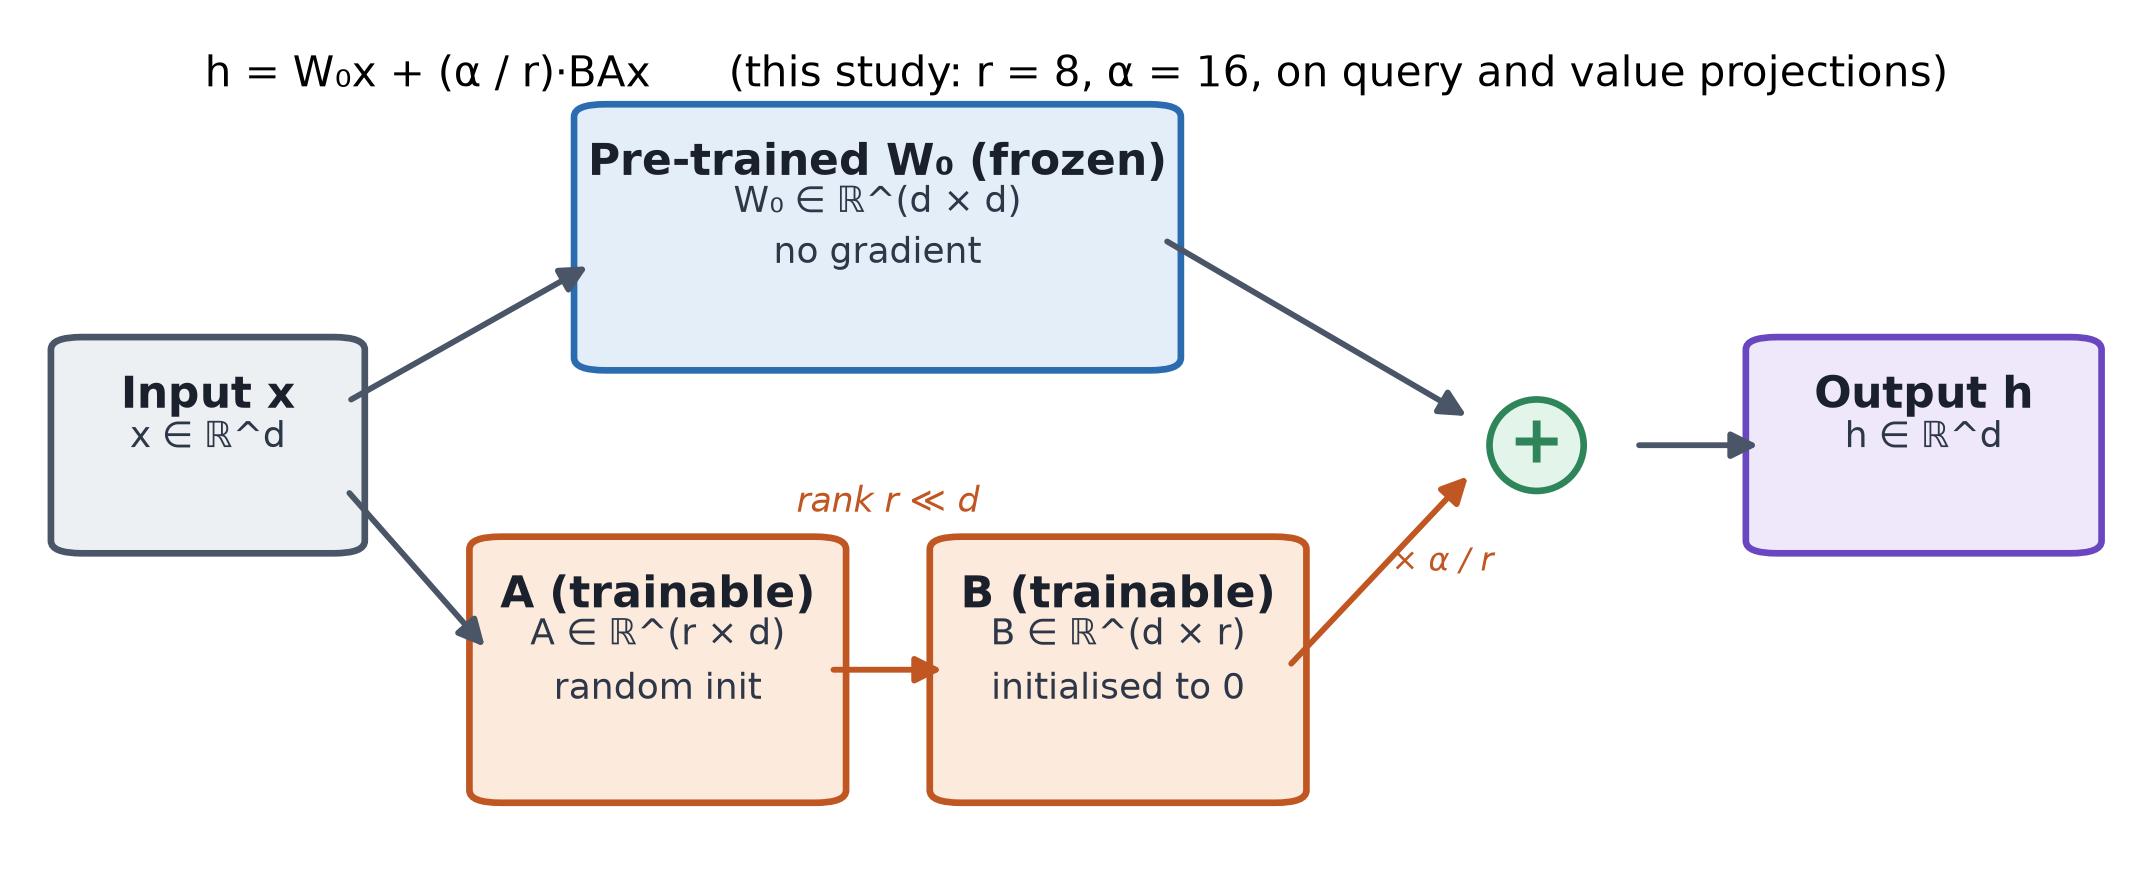 h = W₀x + (α / r)·BAx (this study: r = 8, α = 16, on query and value projections)
Pre-trained W₀ (frozen)
W₀ ∈ ℝ^(d × d)
no gradient
Input x
x ∈ ℝ^d
+
Output h
h ∈ ℝ^d
rank r ≪ d
× α / r
A (trainable)
A ∈ ℝ^(r × d)
random init
B (trainable)
B ∈ ℝ^(d × r)
initialised to 0